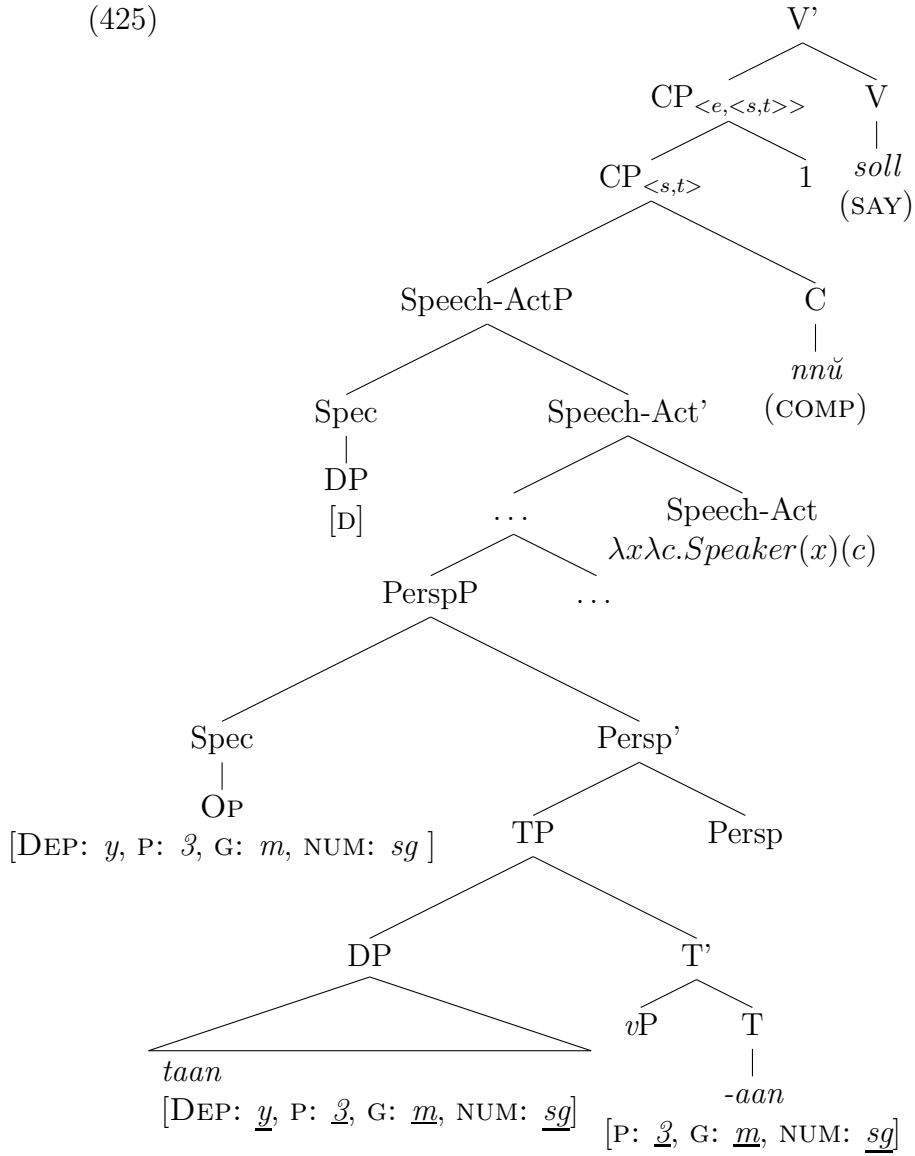 (425)
V'
CP<e,<s,t>> V
CP<s,t> 1 soll
(SAY)
Speech-ActP C
nnŭ
(COMP)
Spec Speech-Act'
DP
[D] ... Speech-Act
λxλc.Speaker(x)(c)
PerspP ...
Spec Persp'
OP
[DEP: y, P: 3, G: m, NUM: sg ] TP Persp
DP T'
vP T
taan -aan
[DEP: y, P: 3, G: m, NUM: sg] [P: 3, G: m, NUM: sg]